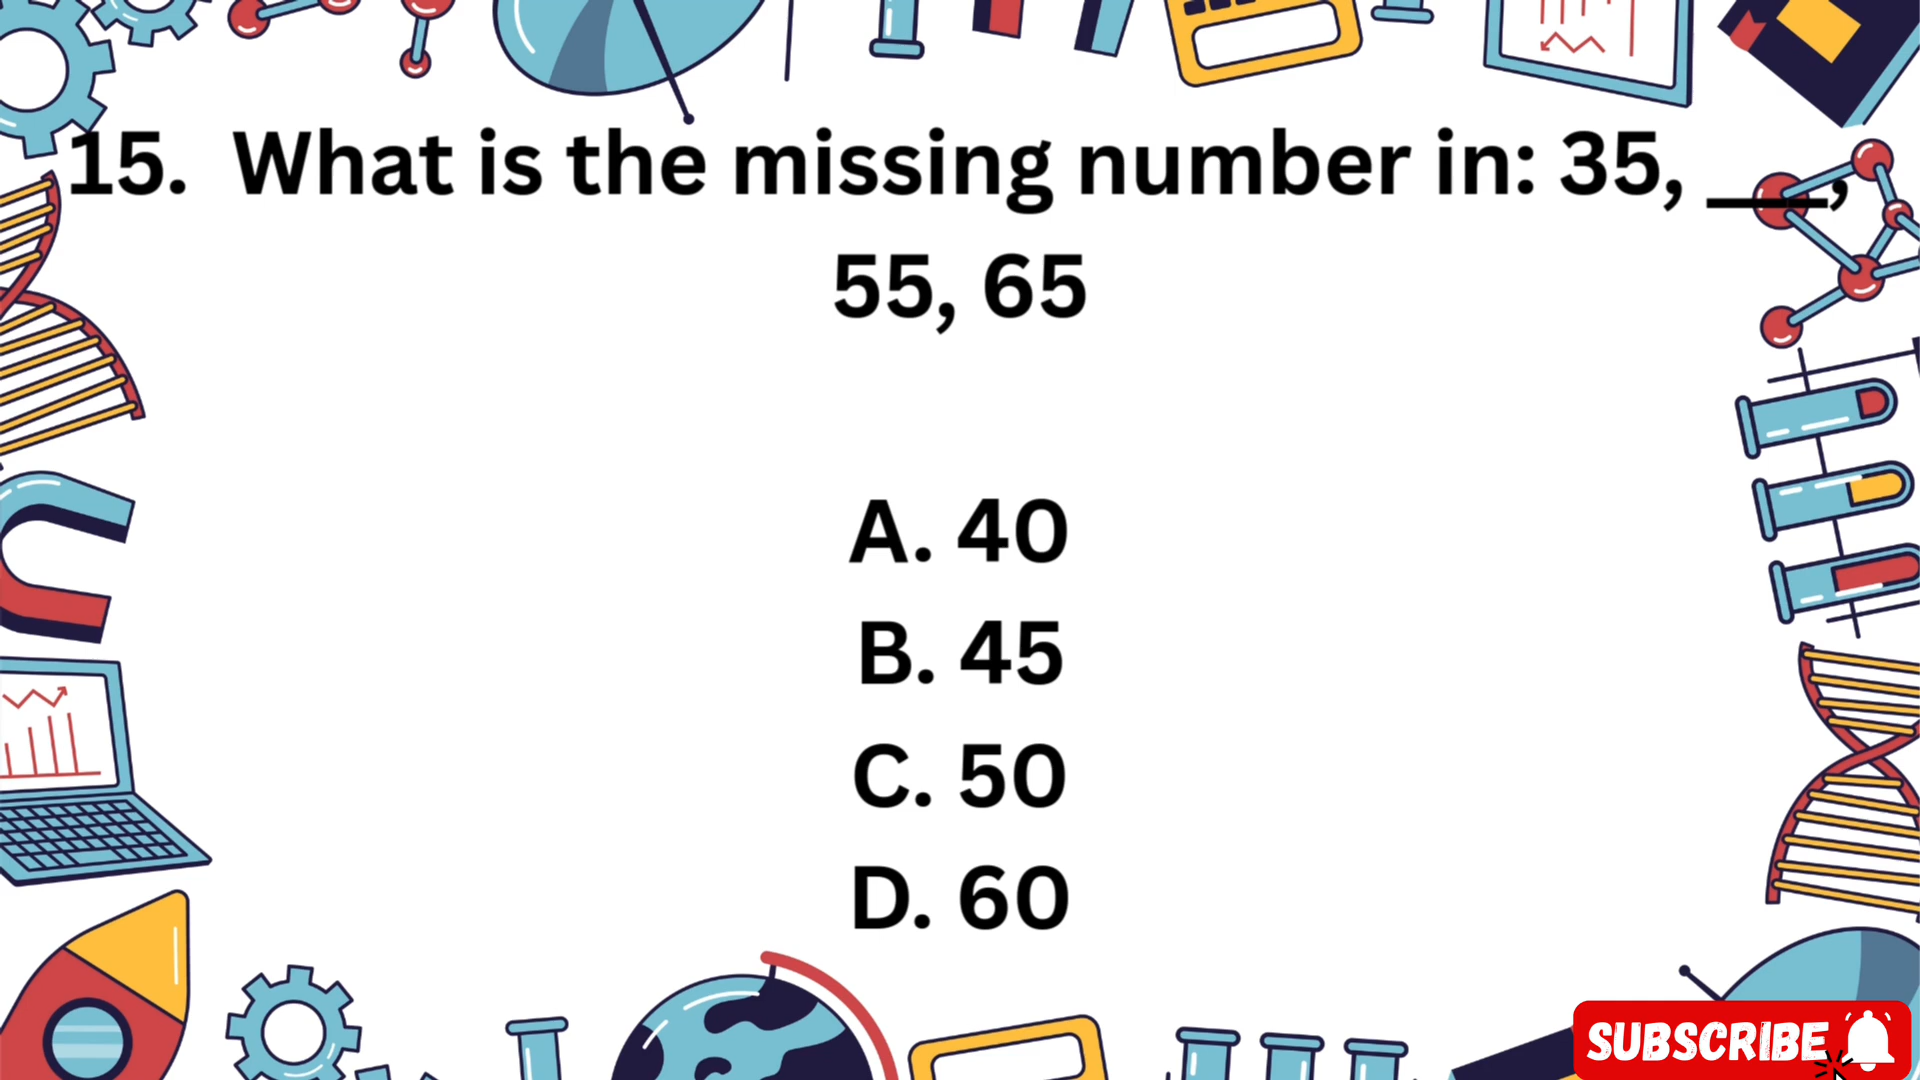 15. What is the missing number in: 35, ___,
55, 65
A. 40
B. 45
C. 50
D. 60
SUBSCRIBE